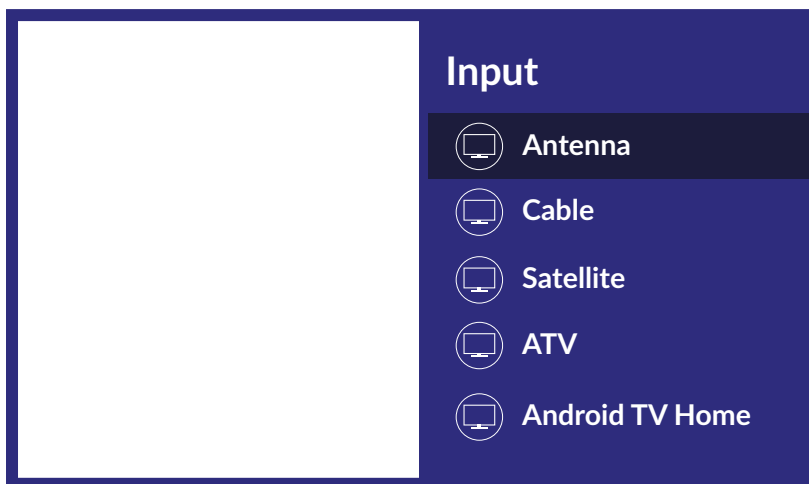 Input
Antenna
Cable
Satellite
ATV
Android TV Home